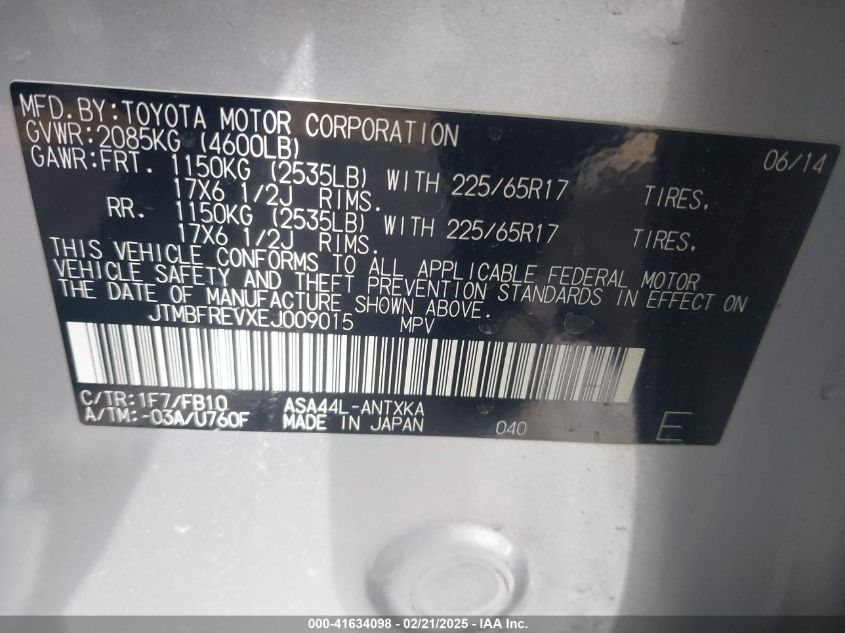 MFD.BY:TOYOTA MOTOR CORPORATION 06/14
GVWR:2085KG (4600LB)
GAWR:FRT. 1150KG (2535LB) WITH 225/65R17 TIRES,
17X6 1/2J RIMS.
RR. 1150KG (2535LB) WITH 225/65R17 TIRES,
17X6 1/2J RIMS.
THIS VEHICLE CONFORMS TO ALL APPLICABLE FEDERAL MOTOR
VEHICLE SAFETY AND THEFT PREVENTION STANDARDS IN EFFECT ON
THE DATE OF MANUFACTURE SHOWN ABOVE.
JTMBFREVXEJ009015 MPV
C/TR:1F7/FB10 ASA44L-ANTXKA
A/TM:-03A/U760F MADE IN JAPAN 040 E
000-41634098 - 02/21/2025 - IAA Inc.